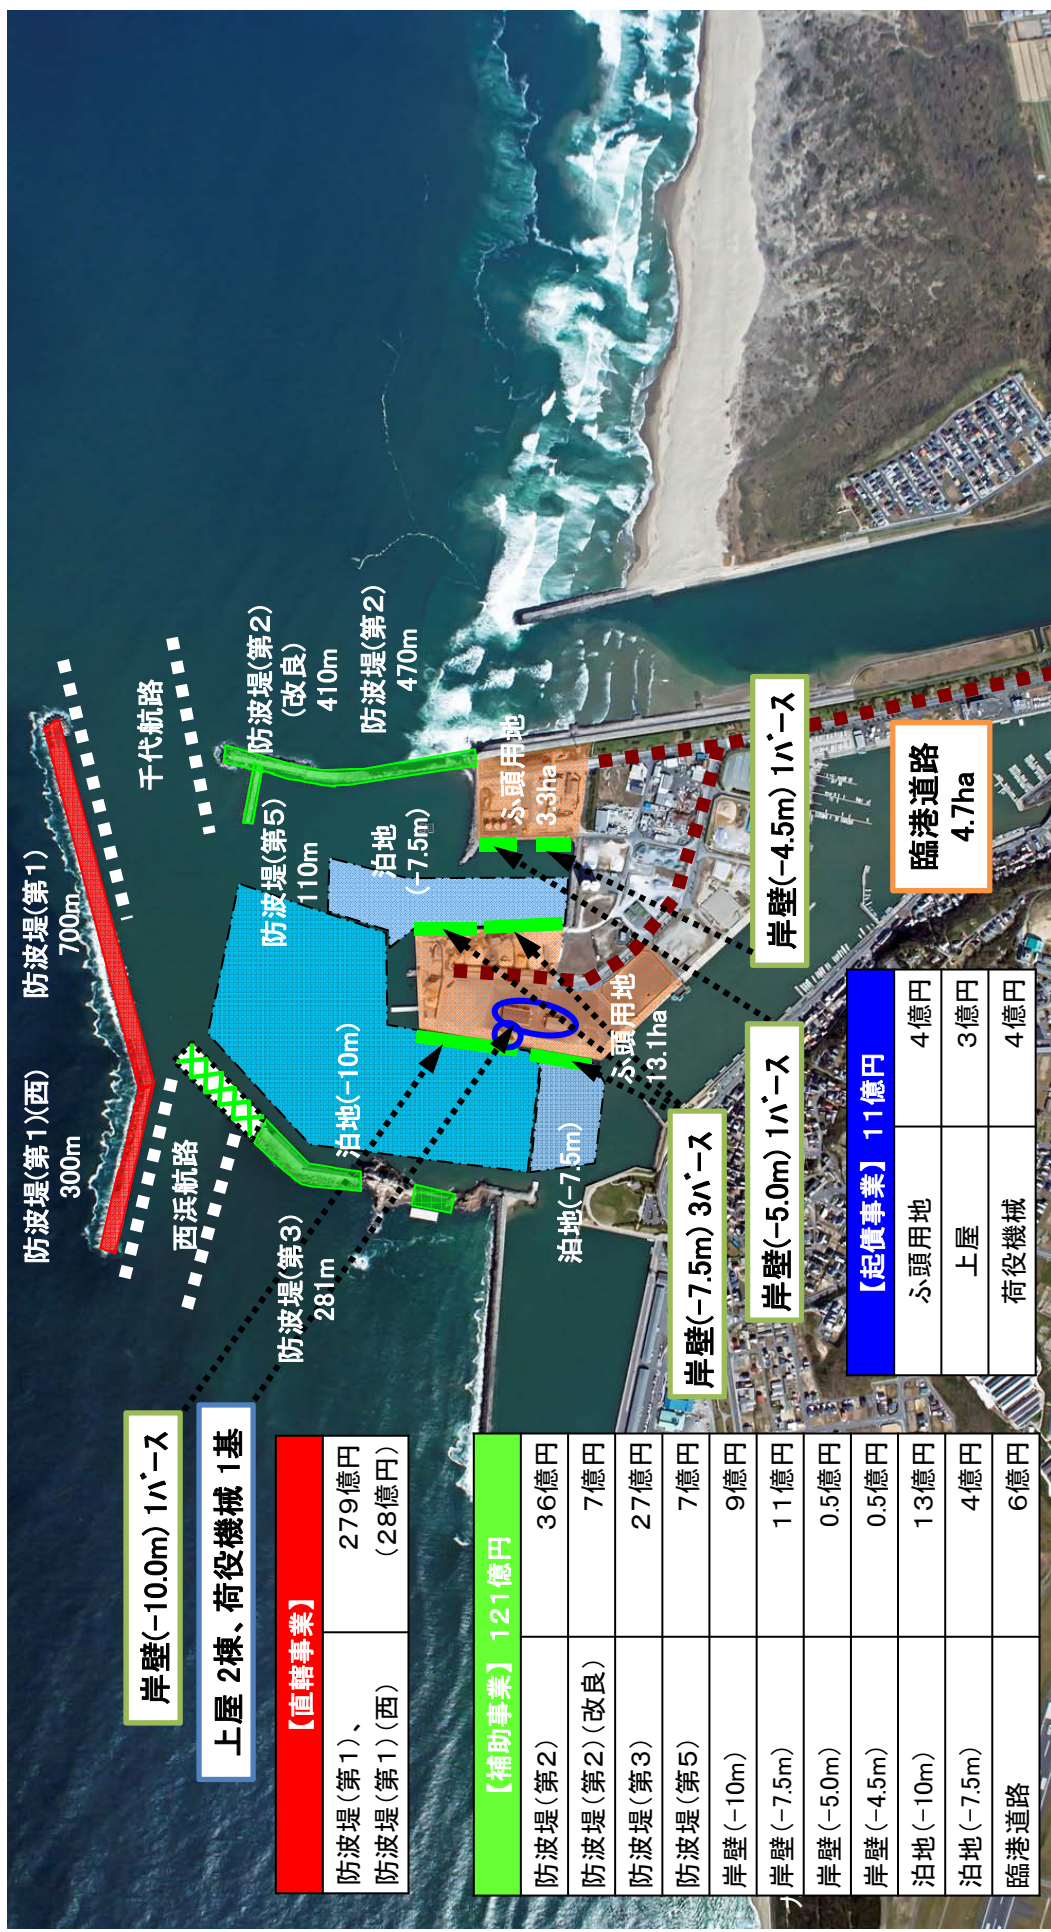 防波堤(第1)(西)
300m
防波堤(第1)
700m
西浜航路
千代航路
防波堤(第2)
(改良)
410m
防波堤(第2)
470m
防波堤(第5)
110m
防波堤(第3)
281m
泊地(-10m)
泊地
(-7.5m)
泊地(-7.5m)
ふ頭用地
3.3ha
ふ頭用地
13.1ha
岸壁(-10.0m) 1バース
上屋 2棟、荷役機械 1基
岸壁(-7.5m) 3バース
岸壁(-5.0m) 1バース
岸壁(-4.5m) 1バース
臨港道路
4.7ha
【直轄事業】
防波堤(第1)、 279億円
防波堤(第1)(西) (28億円)
【補助事業】 121億円
防波堤(第2) 36億円
防波堤(第2)(改良) 7億円
防波堤(第3) 27億円
防波堤(第5) 7億円
岸壁(-10m) 9億円
岸壁(-7.5m) 11億円
岸壁(-5.0m) 0.5億円
岸壁(-4.5m) 0.5億円
泊地(-10m) 13億円
泊地(-7.5m) 4億円
臨港道路 6億円
【起債事業】 11億円
ふ頭用地 4億円
上屋 3億円
荷役機械 4億円